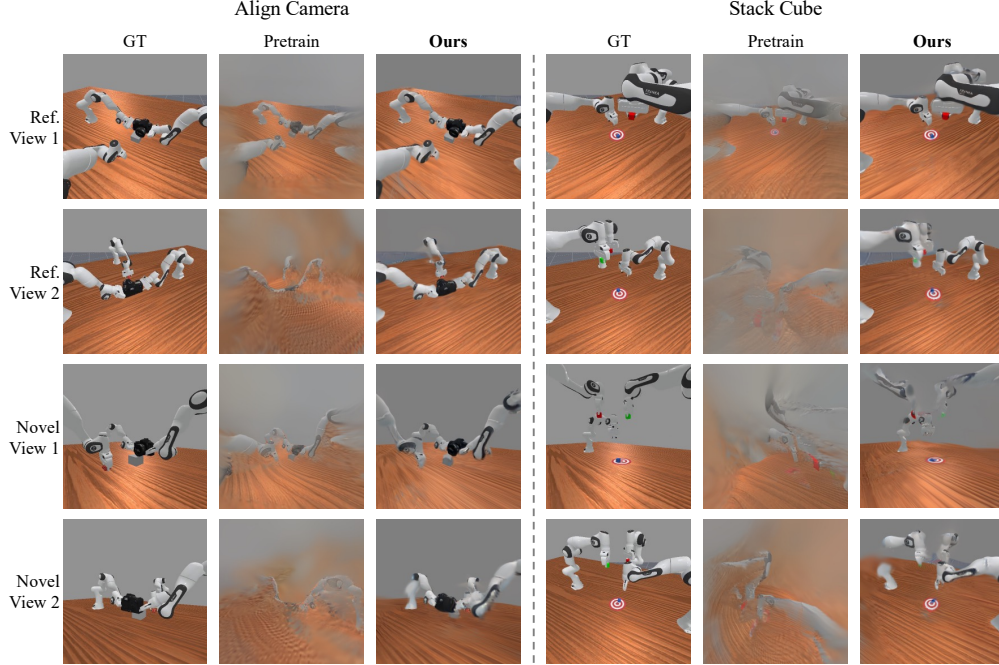 Align Camera
Stack Cube
GT
Pretrain
Ours
GT
Pretrain
Ours
Ref.
View 1
Ref.
View 2
Novel
View 1
Novel
View 2